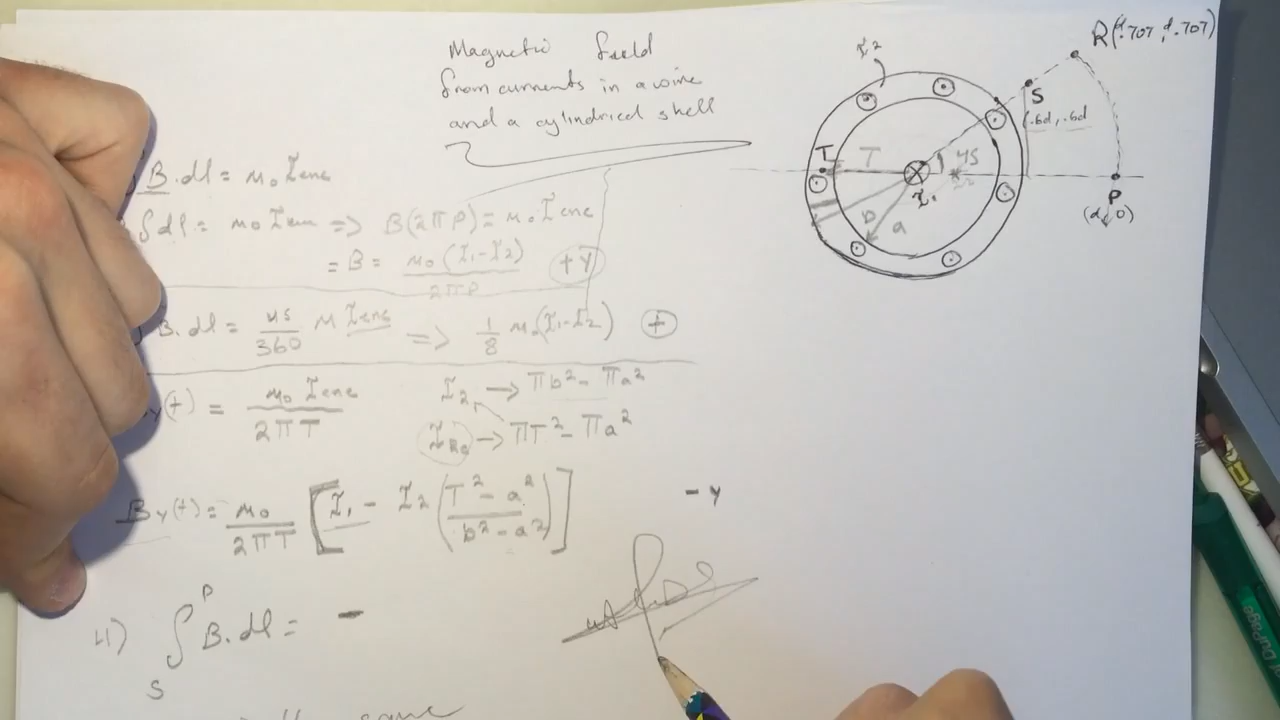 Magnetic field
from currents in a wire
and a cylindrical shell
B.dl = μ₀ Ienc
∫dl = μ₀ Ienc => B(2πρ) = μ₀ Ienc
= B = μ₀(I₁-I₂) / 2πρ +Y
B.dl = 45/360 μ Ienc => 1/8 μ₀(I₁-I₂) +
y(t) = μ₀ Ienc / 2πT
I₂ → πb² - πa²
→ πT² - πa²
By(t) = μ₀ / 2πT [I₁ - I₂ (T² - a² / b² - a²)] - Y
4) ∫ₛᴾ B.dl = -
same
I₂
R(d.707, d.707)
S
(.6d, .6d
T
T
45
I₁
b
a
P
(d, 0)
DuPage